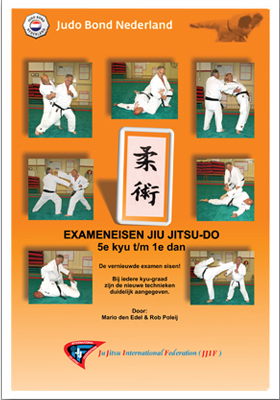 Judo Bond Nederland
柔
術
EXAMENEISEN JIU JITSU-DO
5e kyu t/m 1e dan
De vernieuwde examen eisen!
Bij iedere kyu-graad
zijn de nieuwe technieken
duidelijk aangegeven.
Door:
Mario den Edel & Rob Poleij
Ju Jitsu International Federation ( JJIF )